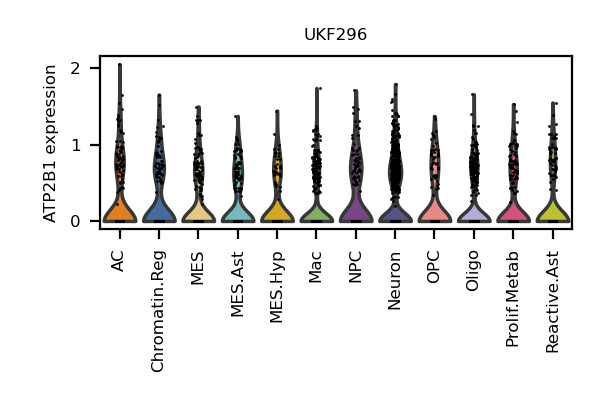 UKF296
ATP2B1 expression
2
1
0
AC
Chromatin.Reg
MES
MES.Ast
MES.Hyp
Mac
NPC
Neuron
OPC
Oligo
Prolif.Metab
Reactive.Ast